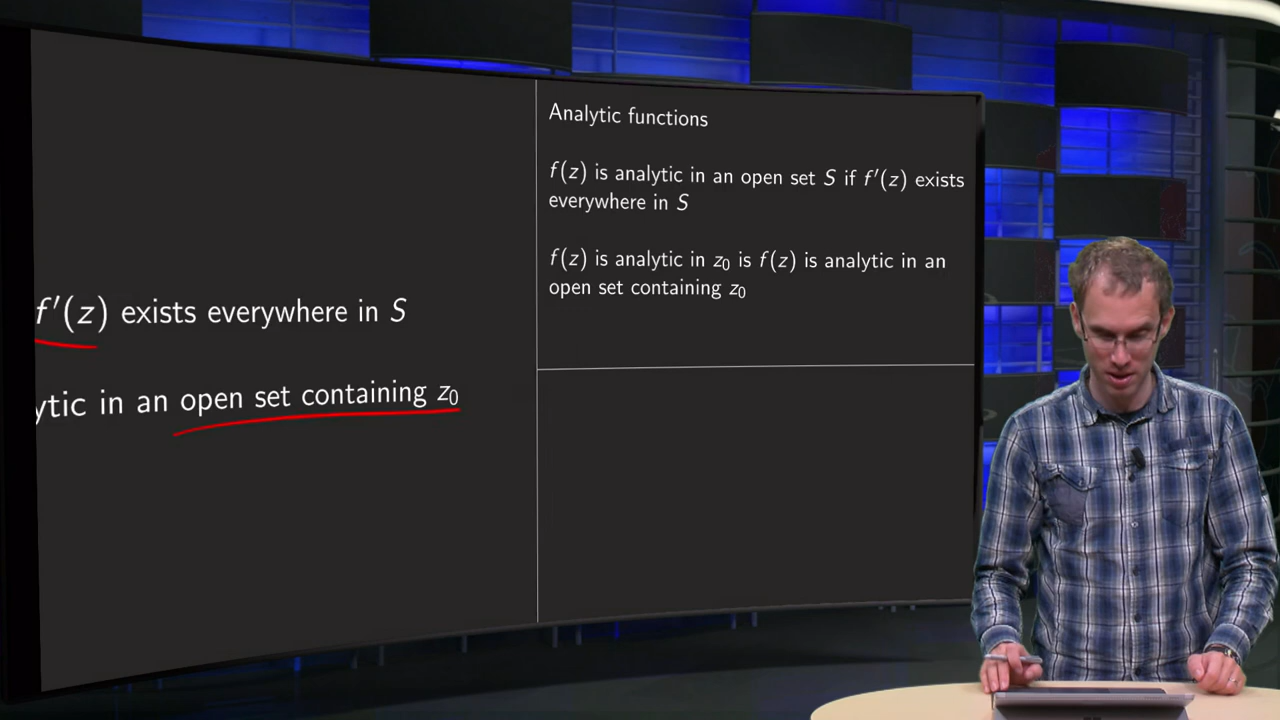 f′(z) exists everywhere in S
ytic in an open set containing z₀
Analytic functions
f(z) is analytic in an open set S if f′(z) exists
everywhere in S
f(z) is analytic in z₀ is f(z) is analytic in an
open set containing z₀